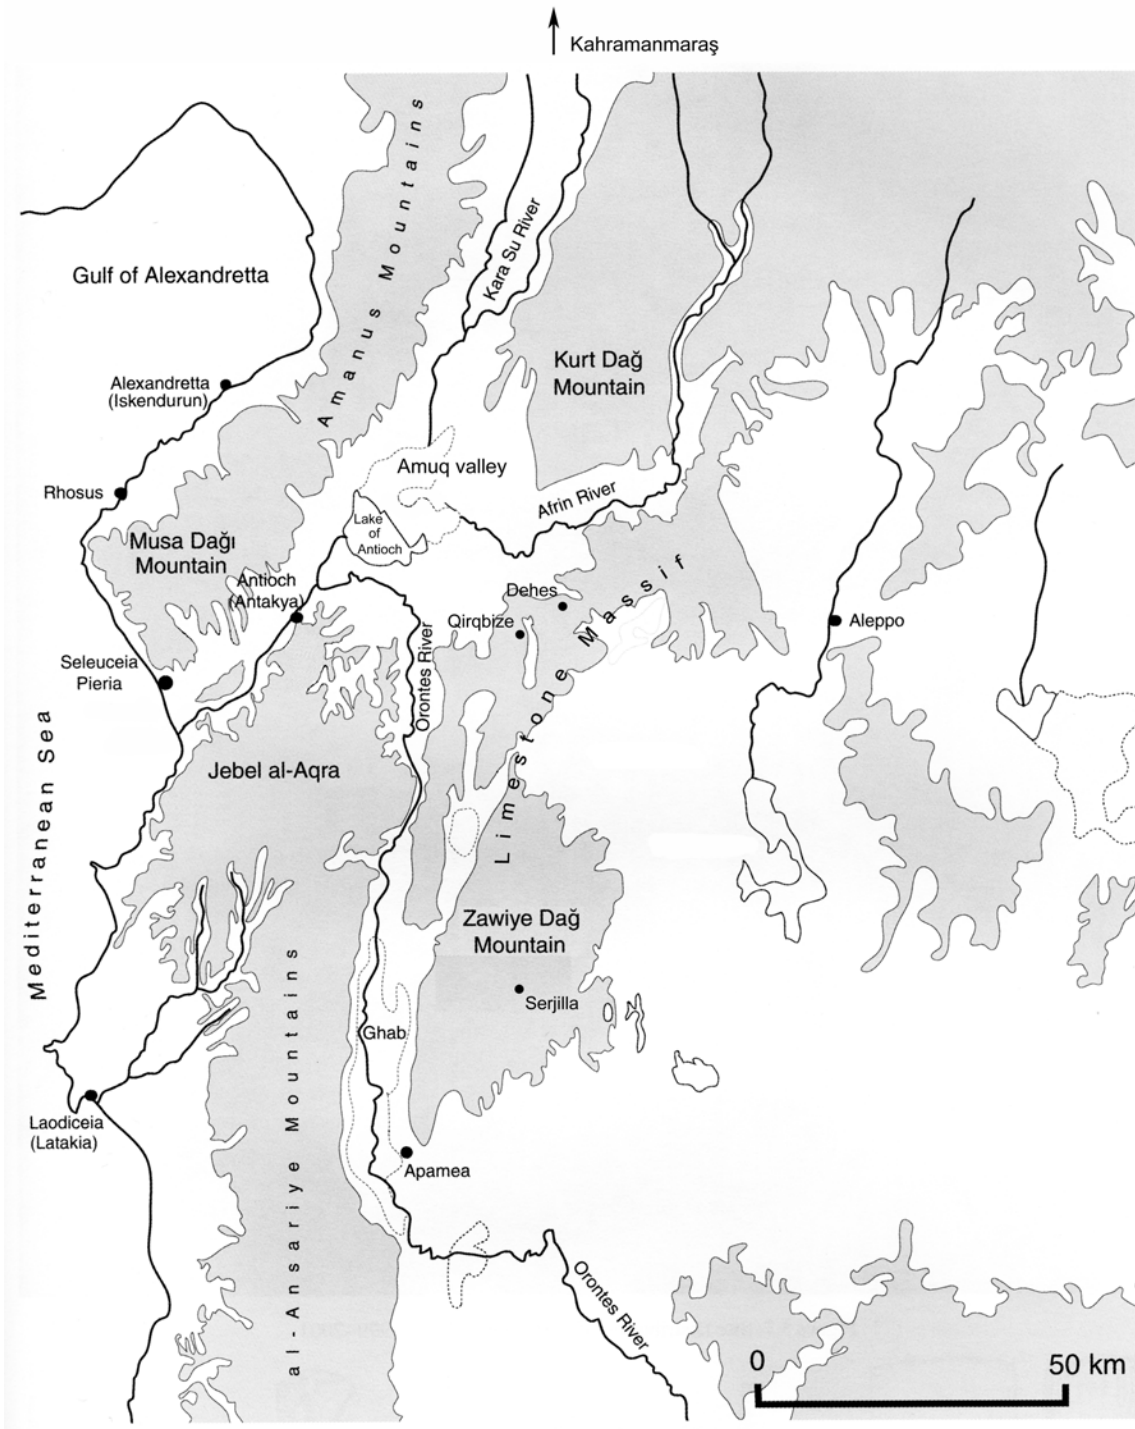 Kahramanmaraş
Amanus Mountains
Kara Su River
Gulf of Alexandretta
Kurt Dağ
Mountain
Alexandretta
(Iskendurun)
Amuq valley
Rhosus
Afrin River
Lake
of
Antioch
Musa Dağı
Mountain
Antioch
(Antakya)
Dehes
Qirqbize
Limestone Massif
Aleppo
Orontes River
Seleuceia
Pieria
Mediterranean Sea
Jebel al-Aqra
Zawiye Dağ
Mountain
Serjilla
Ghab
al-Ansariye Mountains
Laodiceia
(Latakia)
Apamea
Orontes River
0
50 km